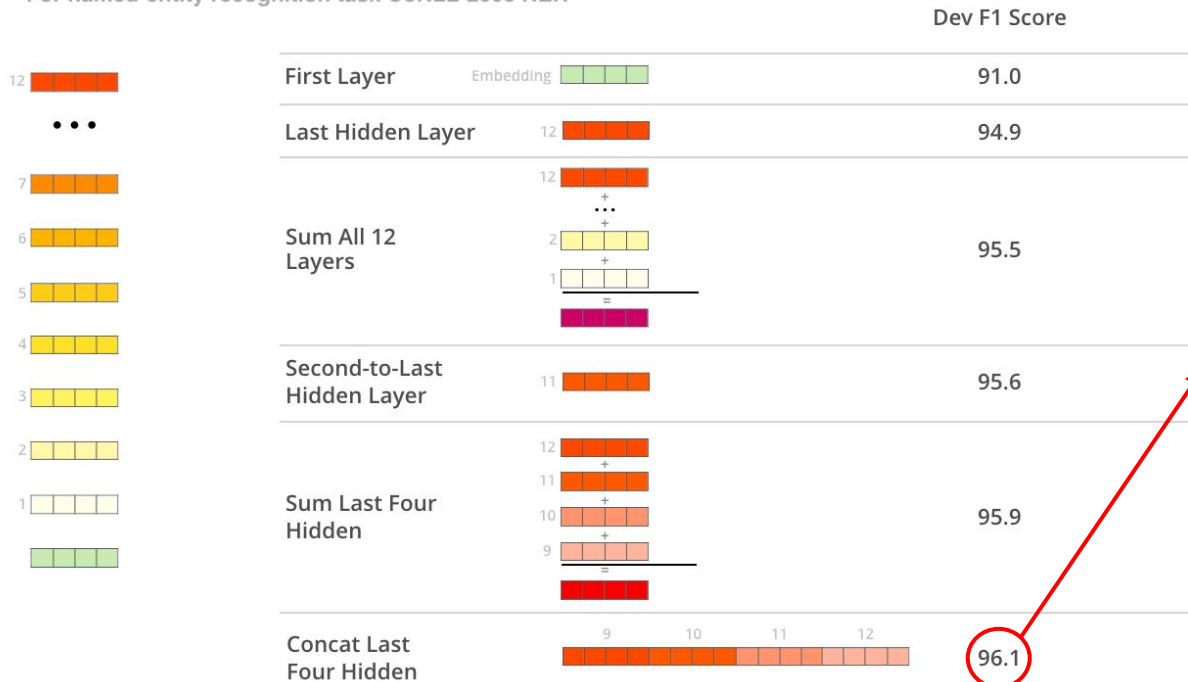 Dev F1 Score
12
7
6
5
4
3
2
1
First Layer Embedding 91.0
Last Hidden Layer 12 94.9
12
+
...
+
Sum All 12
Layers
2
+
1
=
95.5
Second-to-Last
Hidden Layer
11
95.6
12
+
11
+
Sum Last Four
Hidden
10
+
9
=
95.9
9 10 11 12
Concat Last
Four Hidden
96.1